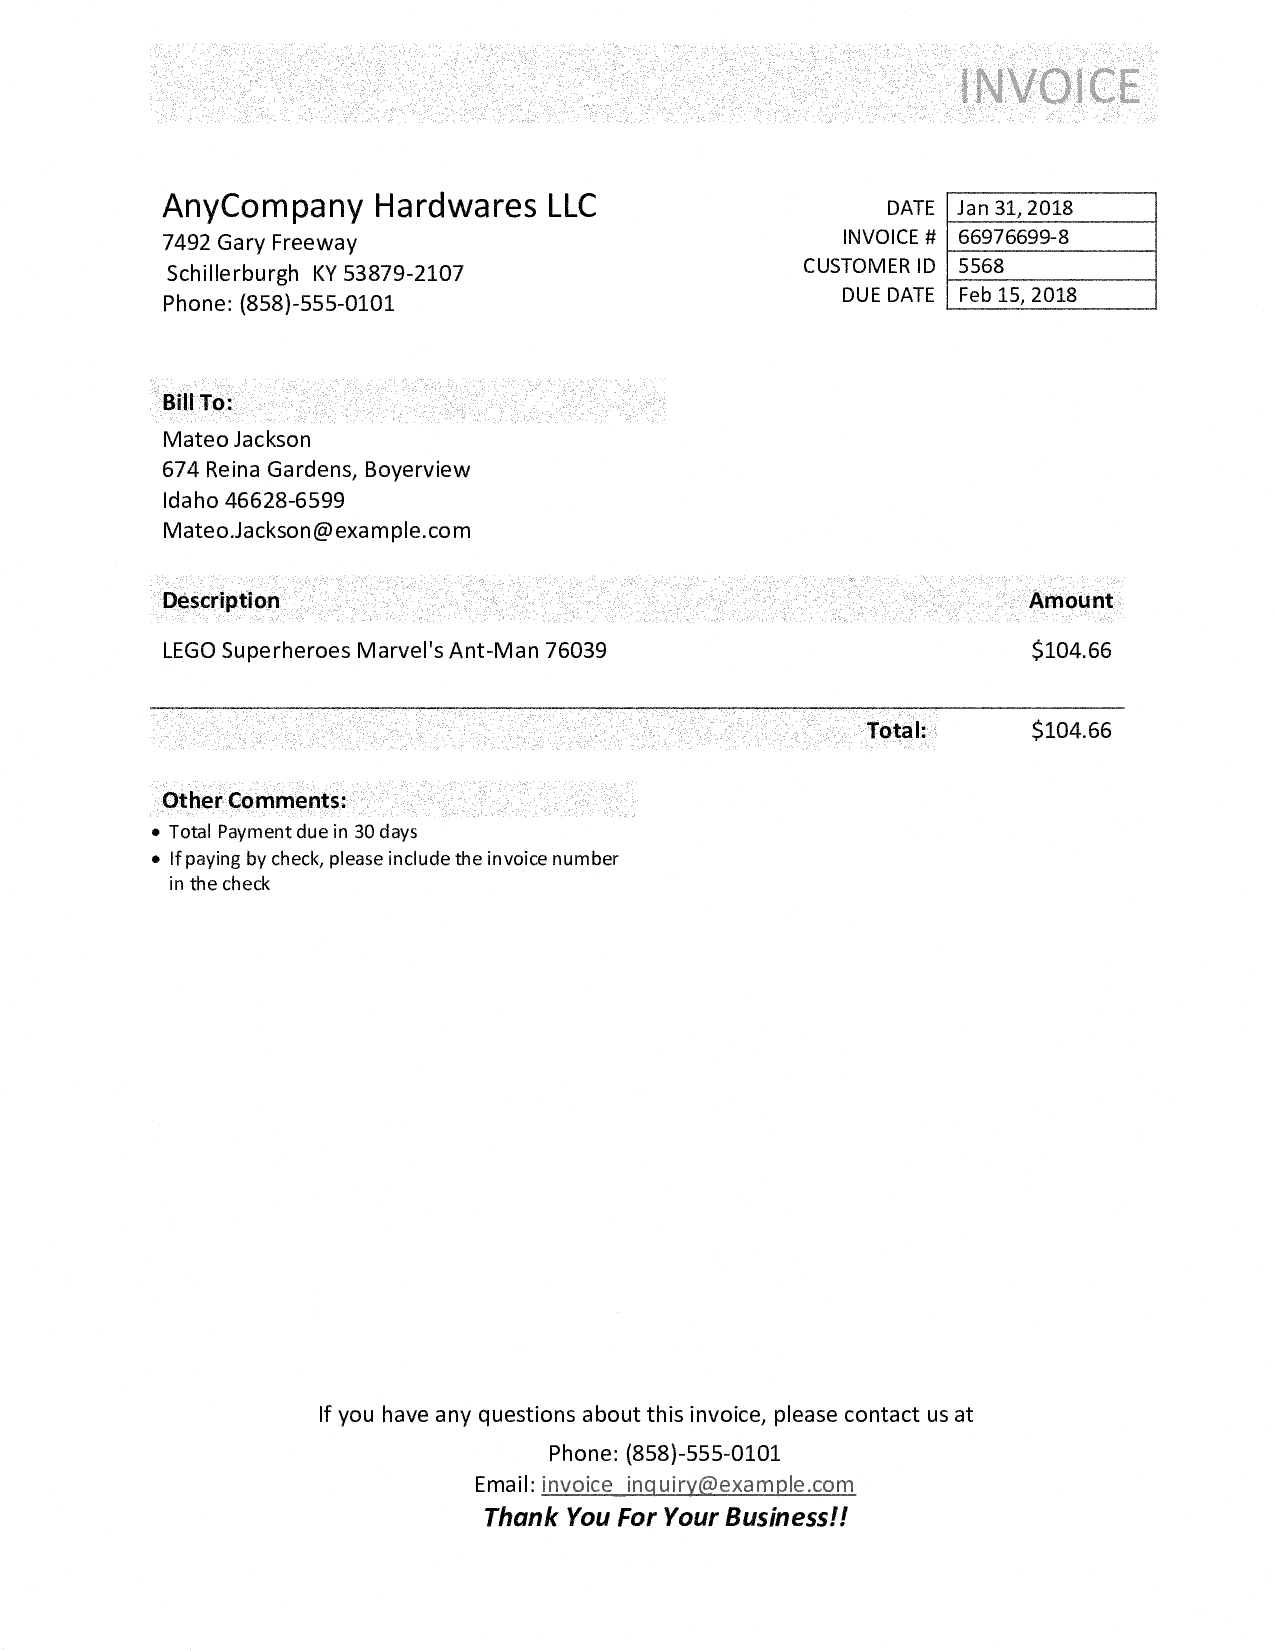 INVOICE
AnyCompany Hardwares LLC
7492 Gary Freeway
Schillerburgh KY 53879-2107
Phone: (858)-555-0101
DATE Jan 31, 2018
INVOICE # 66976699-8
CUSTOMER ID 5568
DUE DATE Feb 15, 2018
Bill To:
Mateo Jackson
674 Reina Gardens, Boyerview
Idaho 46628-6599
Mateo.Jackson@example.com
Description Amount
LEGO Superheroes Marvel's Ant-Man 76039 $104.66
Total: $104.66
Other Comments:
• Total Payment due in 30 days
• If paying by check, please include the invoice number
in the check
If you have any questions about this invoice, please contact us at
Phone: (858)-555-0101
Email: invoice_inquiry@example.com
Thank You For Your Business!!